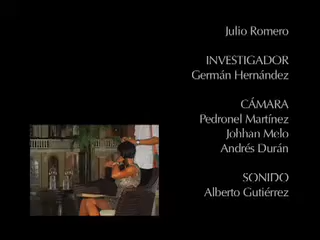 Julio Romero
INVESTIGADOR
Germán Hernández
CÁMARA
Pedronel Martínez
Johhan Melo
Andrés Durán
SONIDO
Alberto Gutiérrez